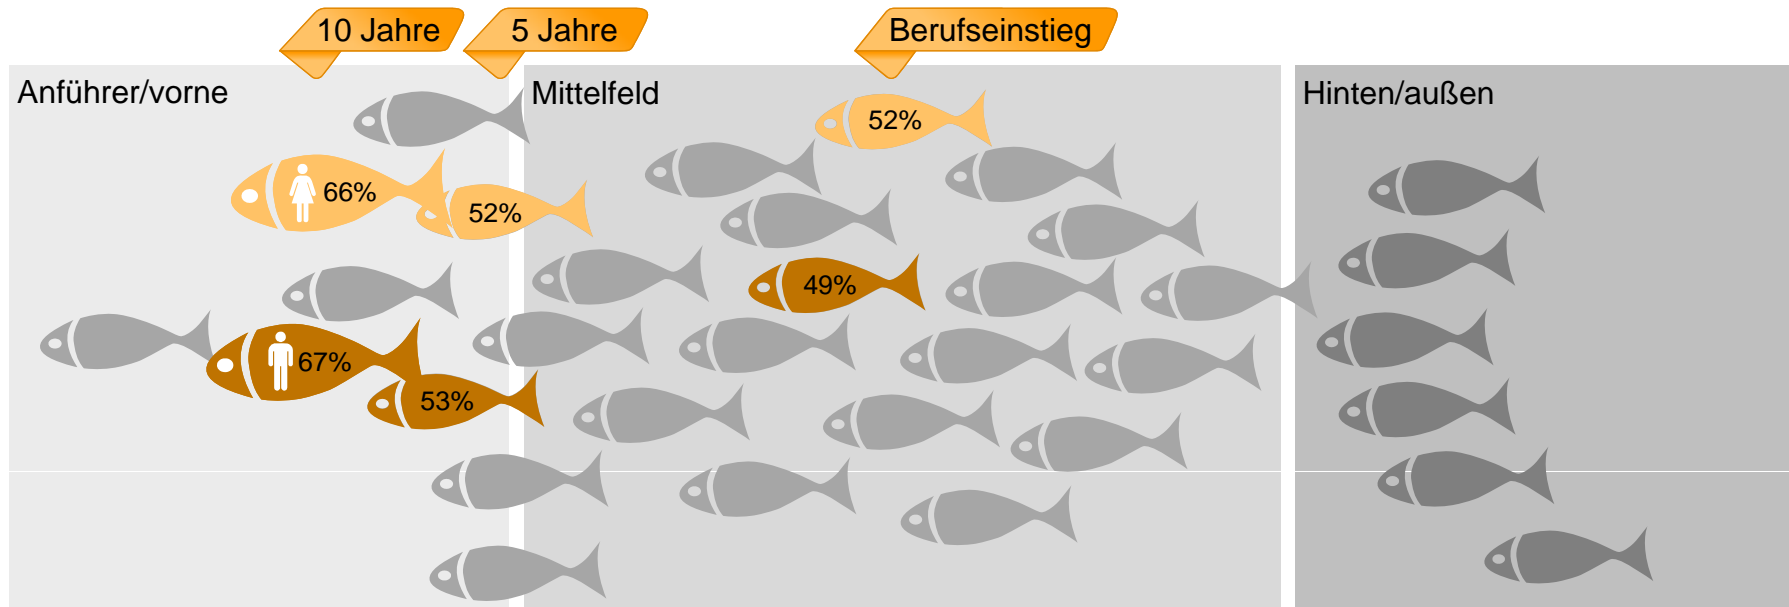 10 Jahre
5 Jahre
Berufseinstieg
Anführer/vorne
Mittelfeld
Hinten/außen
52%
66%
52%
49%
67%
53%